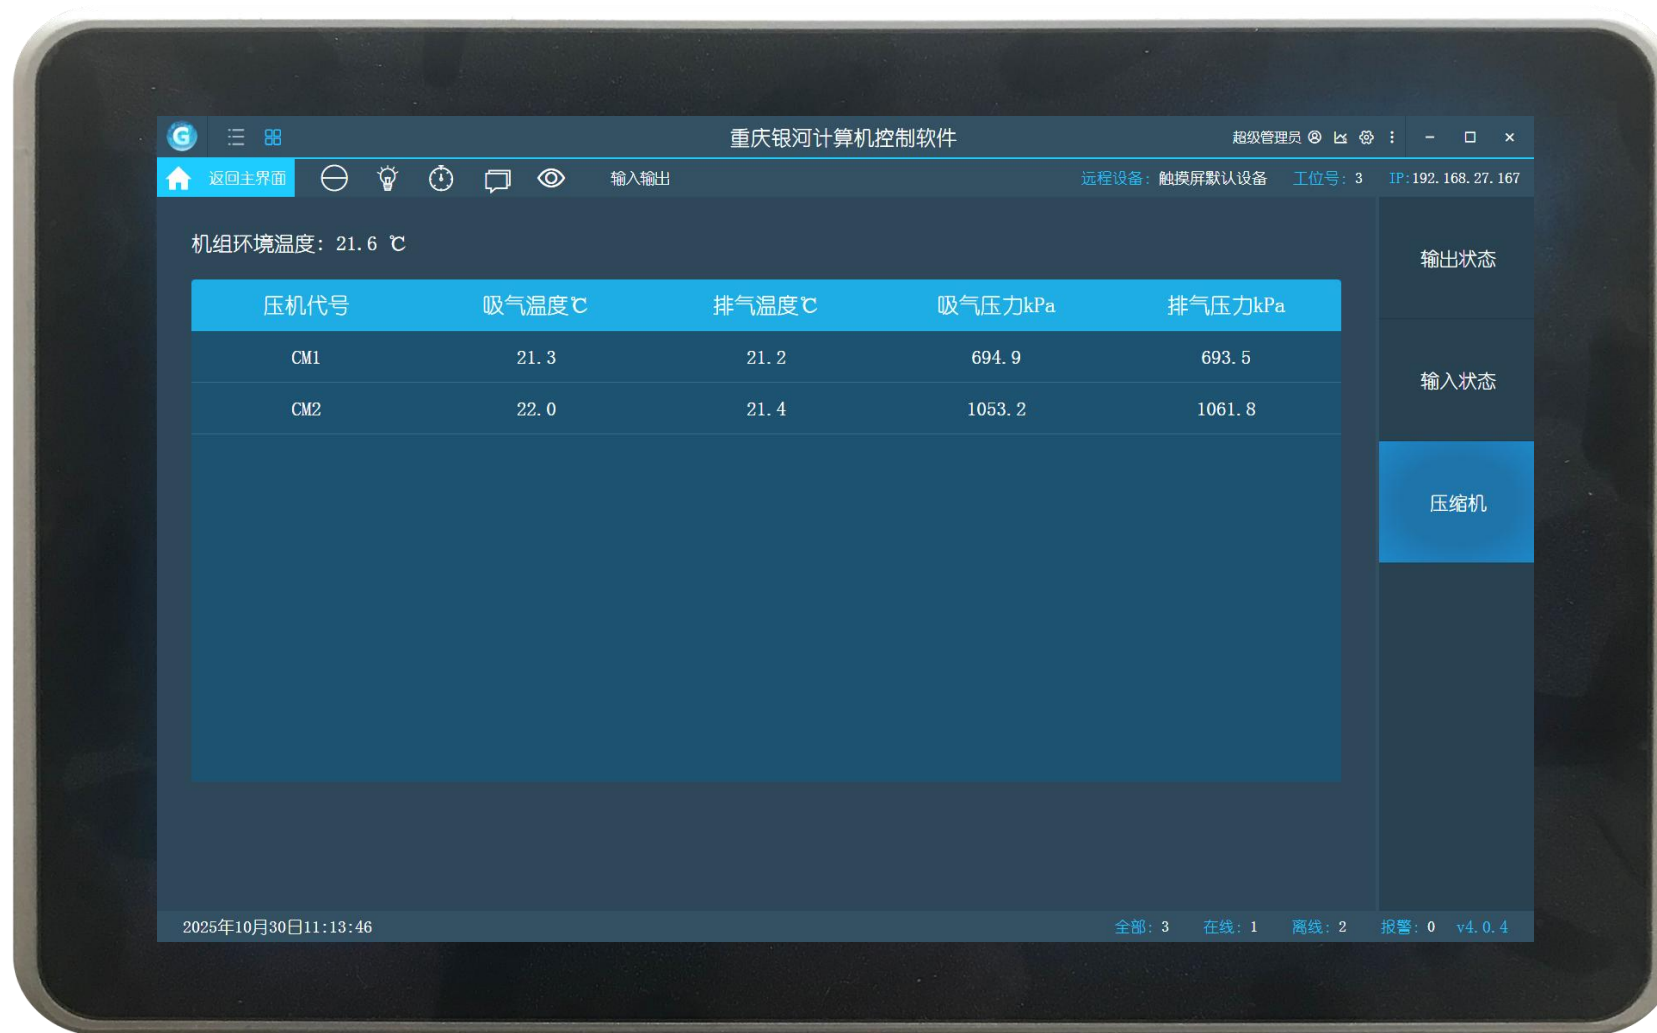 G
重庆银河计算机控制软件
超级管理员
返回主界面
输入输出
远程设备: 触摸屏默认设备 工位号: 3 IP:192.168.27.167
机组环境温度: 21.6 ℃
压机代号 吸气温度℃ 排气温度℃ 吸气压力kPa 排气压力kPa
CM1 21.3 21.2 694.9 693.5
CM2 22.0 21.4 1053.2 1061.8
输出状态
输入状态
压缩机
2025年10月30日11:13:46
全部: 3 在线: 1 离线: 2 报警: 0 v4.0.4